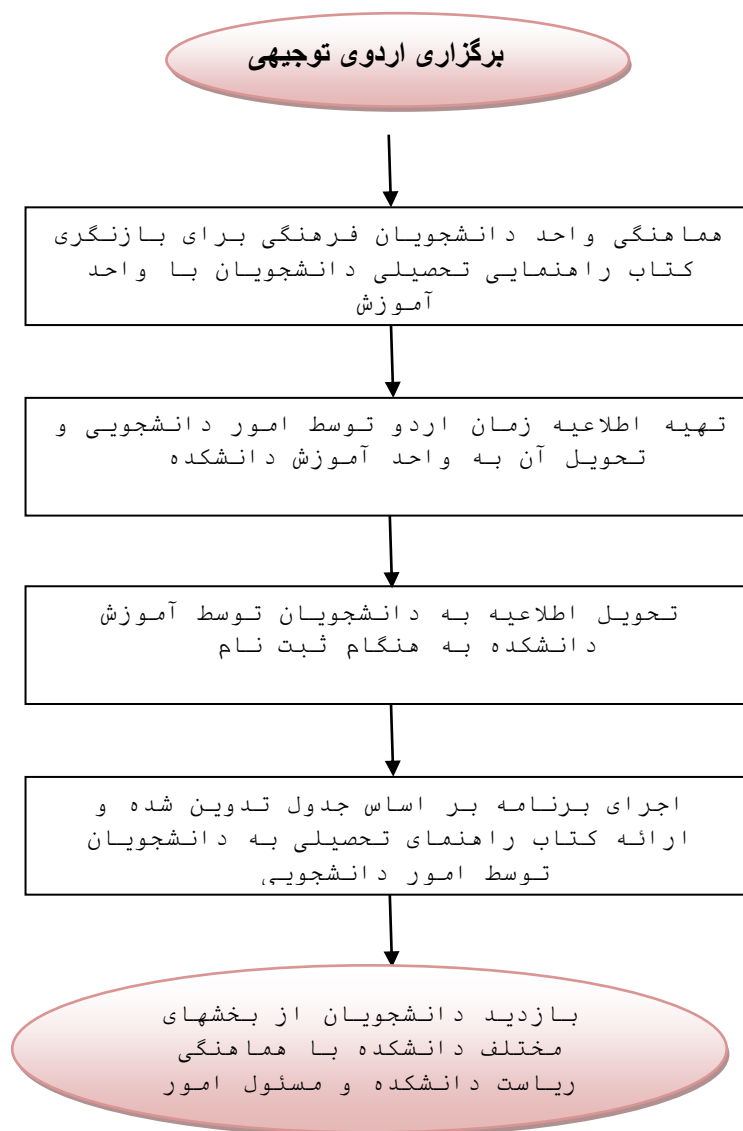 برگزاری اردوی توجیهی
هماهنگی واحد دانشجویان فرهنگی برای بازنگری
کتاب راهنمایی تحصیلی دانشجویان با واحد
آموزش
تهیه اطلاعیه زمان اردو توسط امور دانشجویی و
تحویل آن به واحد آموزش دانشکده
تحویل اطلاعیه به دانشجویان توسط آموزش
دانشکده به هنگام ثبت نام
اجرای برنامه بر اساس جدول تدوین شده و
ارائه کتاب راهنمای تحصیلی به دانشجویان
توسط امور دانشجویی
بازدید دانشجویان از بخشهای
مختلف دانشکده با هماهنگی
ریاست دانشکده و مسئول امور